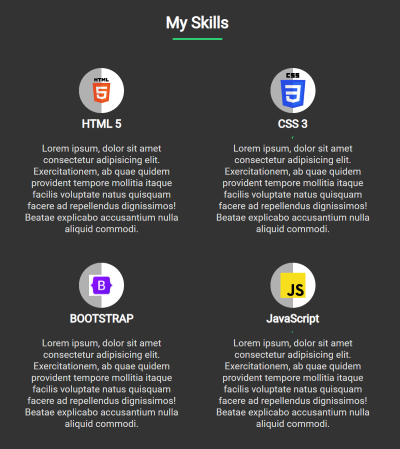 My Skills
HTML
CSS
HTML 5
CSS 3
Lorem ipsum, dolor sit amet
consectetur adipisicing elit.
Exercitationem, ab quae quidem
provident tempore mollitia itaque
facilis voluptate natus quisquam
facere ad repellendus dignissimos!
Beatae explicabo accusantium nulla
aliquid commodi.
Lorem ipsum, dolor sit amet
consectetur adipisicing elit.
Exercitationem, ab quae quidem
provident tempore mollitia itaque
facilis voluptate natus quisquam
facere ad repellendus dignissimos!
Beatae explicabo accusantium nulla
aliquid commodi.
B
JS
BOOTSTRAP
JavaScript
Lorem ipsum, dolor sit amet
consectetur adipisicing elit.
Exercitationem, ab quae quidem
provident tempore mollitia itaque
facilis voluptate natus quisquam
facere ad repellendus dignissimos!
Beatae explicabo accusantium nulla
aliquid commodi.
Lorem ipsum, dolor sit amet
consectetur adipisicing elit.
Exercitationem, ab quae quidem
provident tempore mollitia itaque
facilis voluptate natus quisquam
facere ad repellendus dignissimos!
Beatae explicabo accusantium nulla
aliquid commodi.